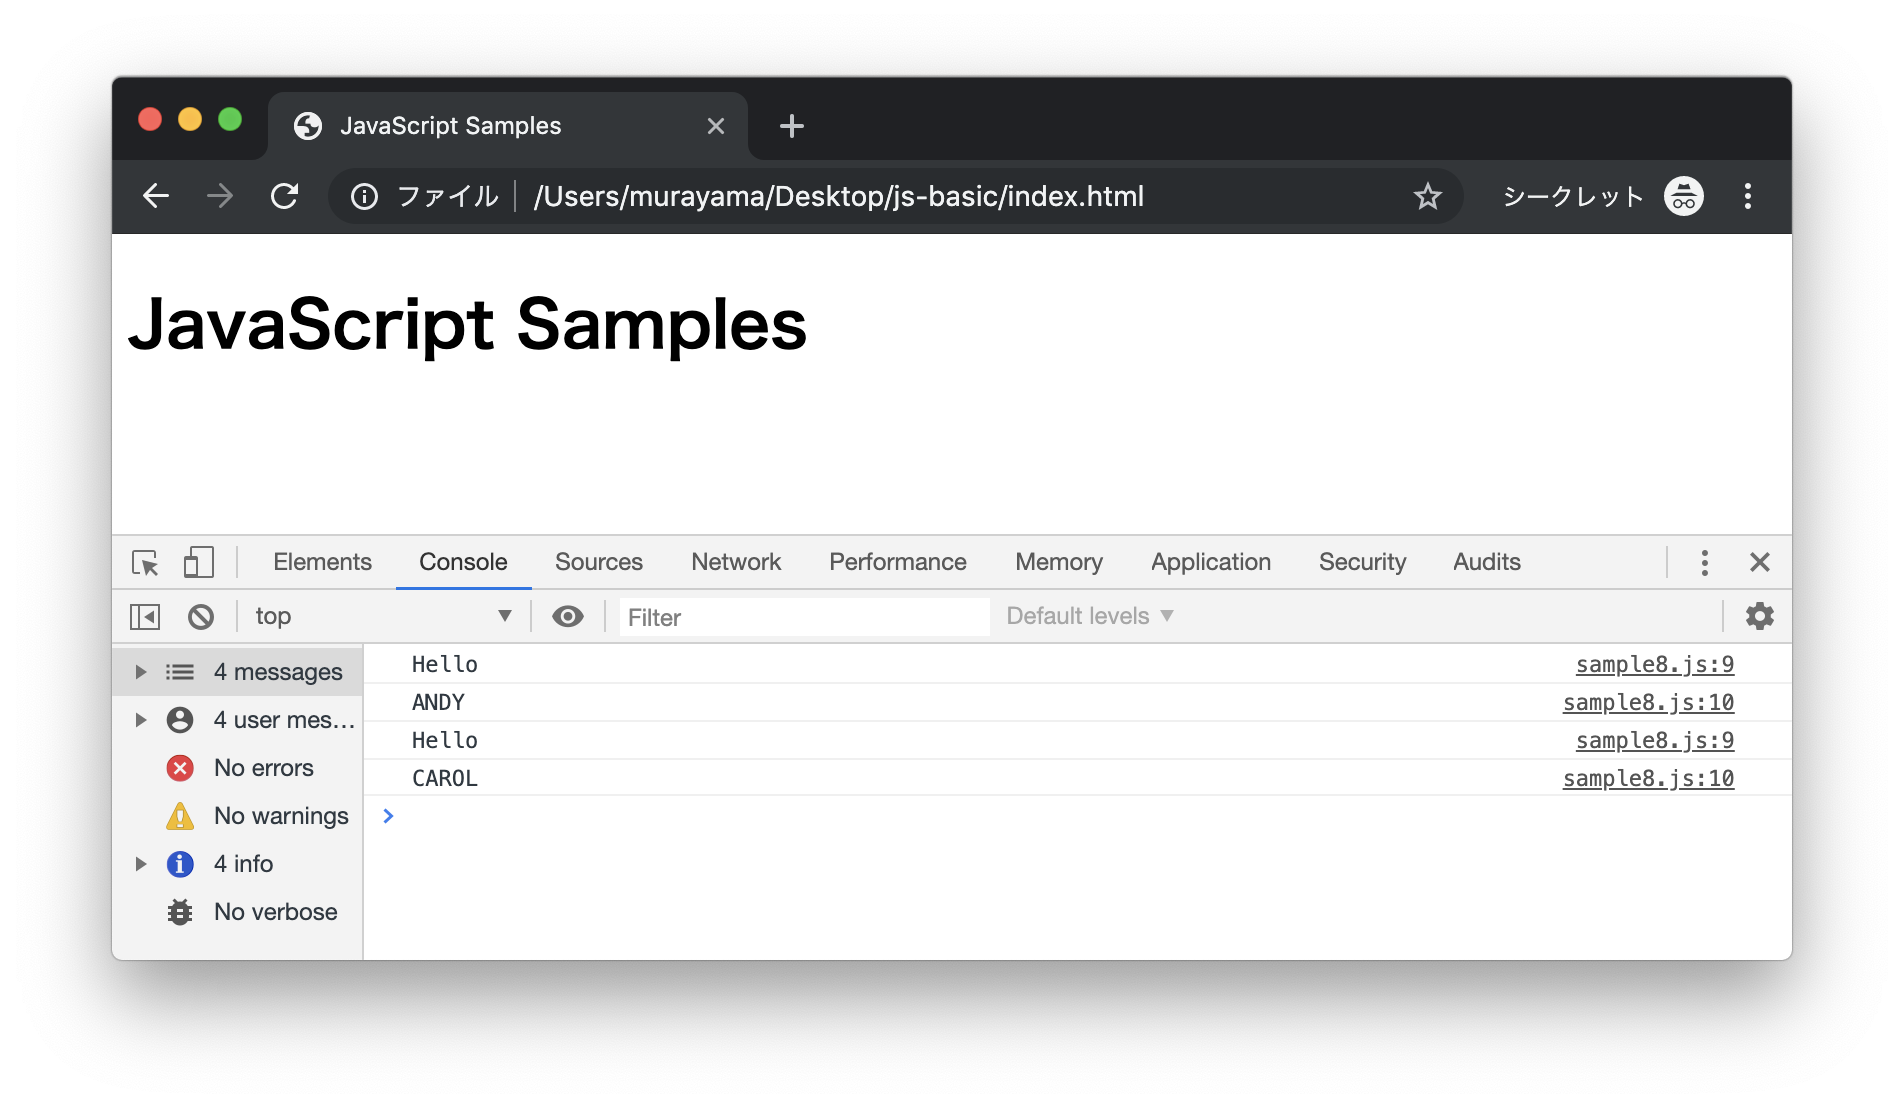 JavaScript Samples
ファイル /Users/murayama/Desktop/js-basic/index.html シークレット
JavaScript Samples
Elements Console Sources Network Performance Memory Application Security Audits
top Filter Default levels
4 messages
4 user mes…
No errors
No warnings
4 info
No verbose
Hello sample8.js:9
ANDY sample8.js:10
Hello sample8.js:9
CAROL sample8.js:10